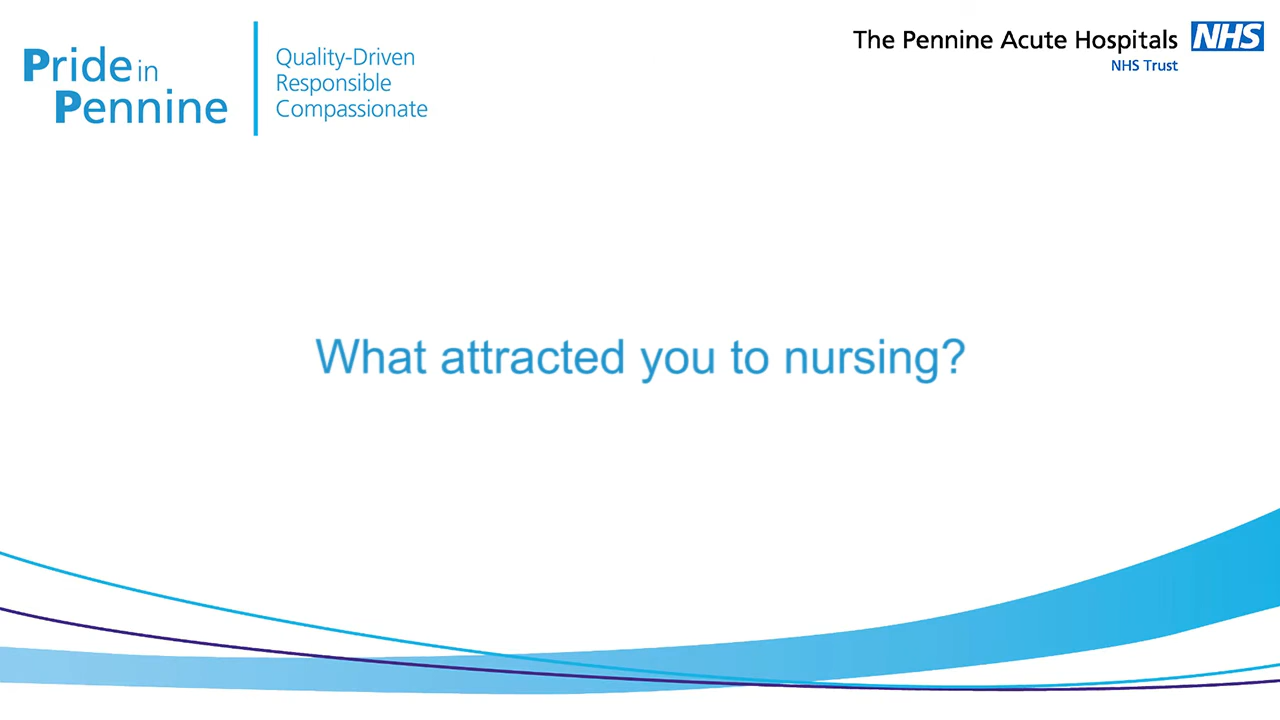 Pride in
Pennine
Quality-Driven
Responsible
Compassionate
The Pennine Acute Hospitals NHS
NHS Trust
What attracted you to nursing?